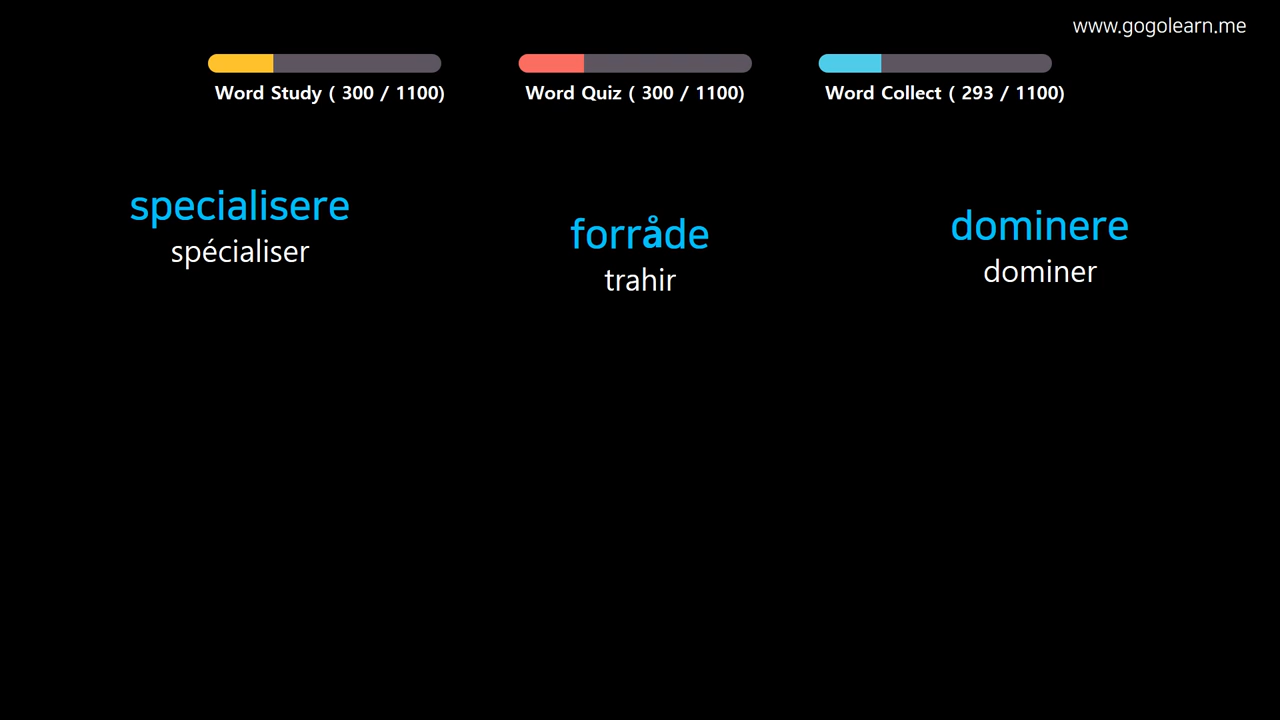 www.gogolearn.me
Word Study ( 300 / 1100)
Word Quiz ( 300 / 1100)
Word Collect ( 293 / 1100)
specialisere
spécialiser
forråde
trahir
dominere
dominer